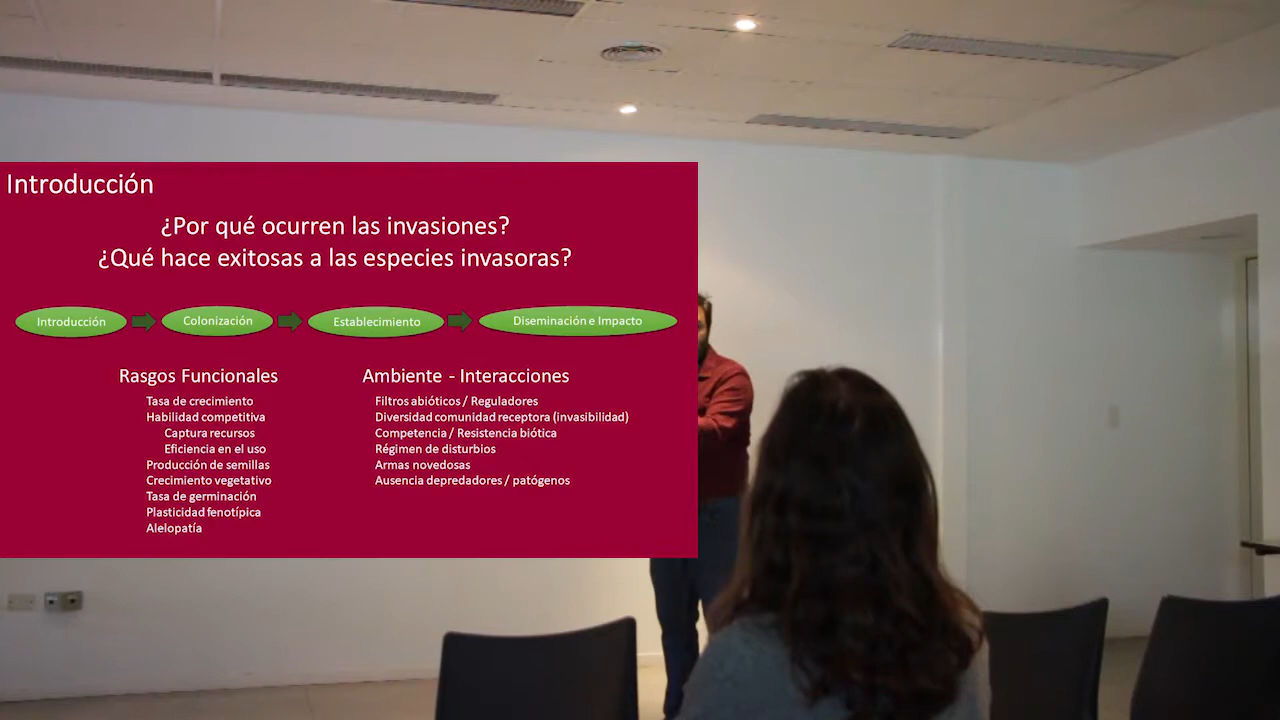 Introducción
¿Por qué ocurren las invasiones?
¿Qué hace exitosas a las especies invasoras?
Introducción
Colonización
Establecimiento
Diseminación e Impacto
Rasgos Funcionales
Tasa de crecimiento
Habilidad competitiva
Captura recursos
Eficiencia en el uso
Producción de semillas
Crecimiento vegetativo
Tasa de germinación
Plasticidad fenotípica
Alelopatía
Ambiente - Interacciones
Filtros abióticos / Reguladores
Diversidad comunidad receptora (invasibilidad)
Competencia / Resistencia biótica
Régimen de disturbios
Armas novedosas
Ausencia depredadores / patógenos